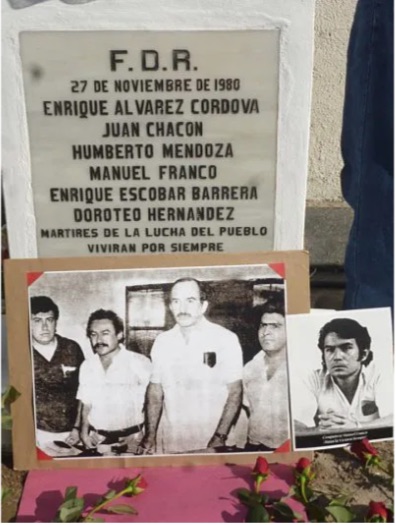 F.D.R.
27 DE NOVIEMBRE DE 1980
ENRIQUE ALVAREZ CORDOVA
JUAN CHACON
HUMBERTO MENDOZA
MANUEL FRANCO
ENRIQUE ESCOBAR BARRERA
DOROTEO HERNANDEZ
MARTIRES DE LA LUCHA DEL PUEBLO
VIVIRAN POR SIEMPRE